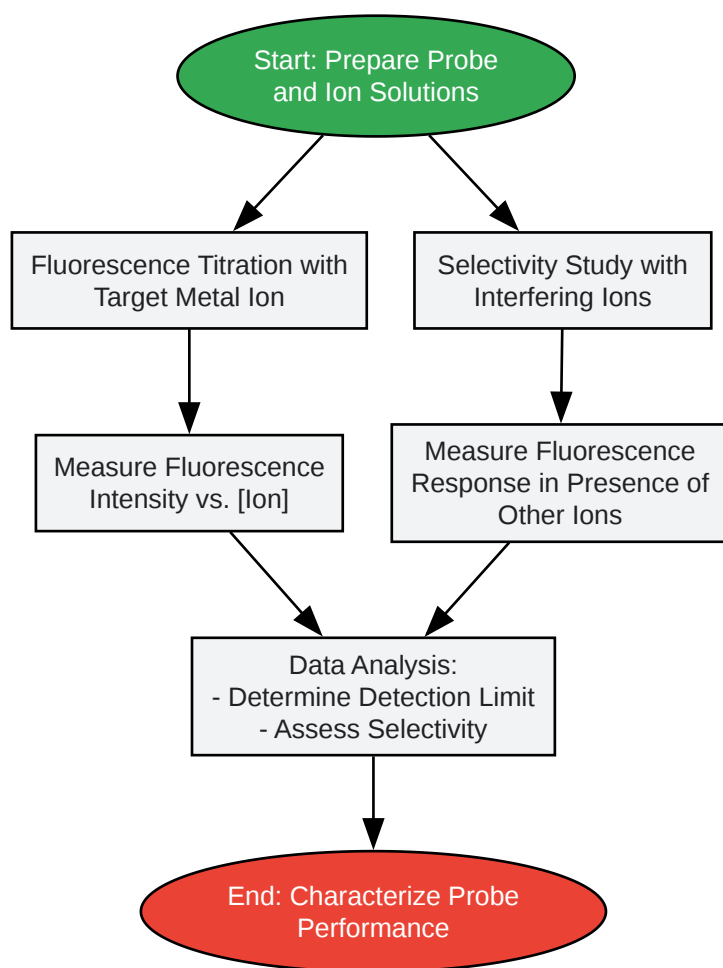 Start: Prepare Probe
and Ion Solutions
Fluorescence Titration with
Target Metal Ion
Selectivity Study with
Interfering Ions
Measure Fluorescence
Intensity vs. [Ion]
Measure Fluorescence
Response in Presence of
Other Ions
Data Analysis:
- Determine Detection Limit
- Assess Selectivity
End: Characterize Probe
Performance